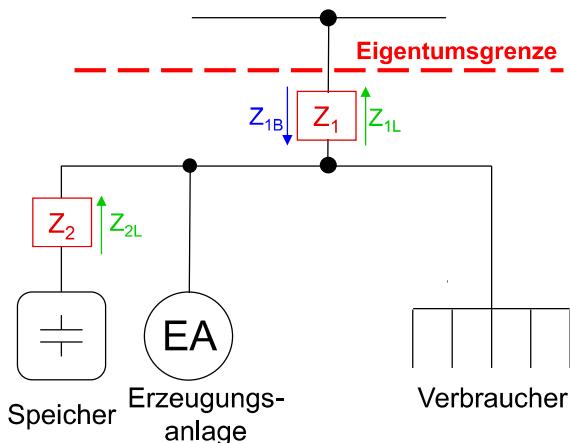 Eigentumsgrenze
Z1B
Z1
Z1L
Z2
Z2L
EA
Speicher
Erzeugungs-
anlage
Verbraucher